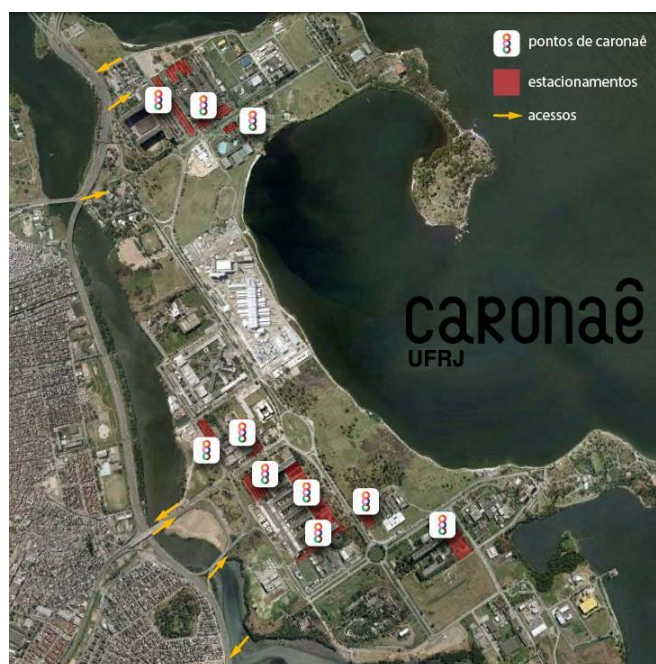 pontos de caronaê
estacionamentos
acessos
caronaê
UFRJ